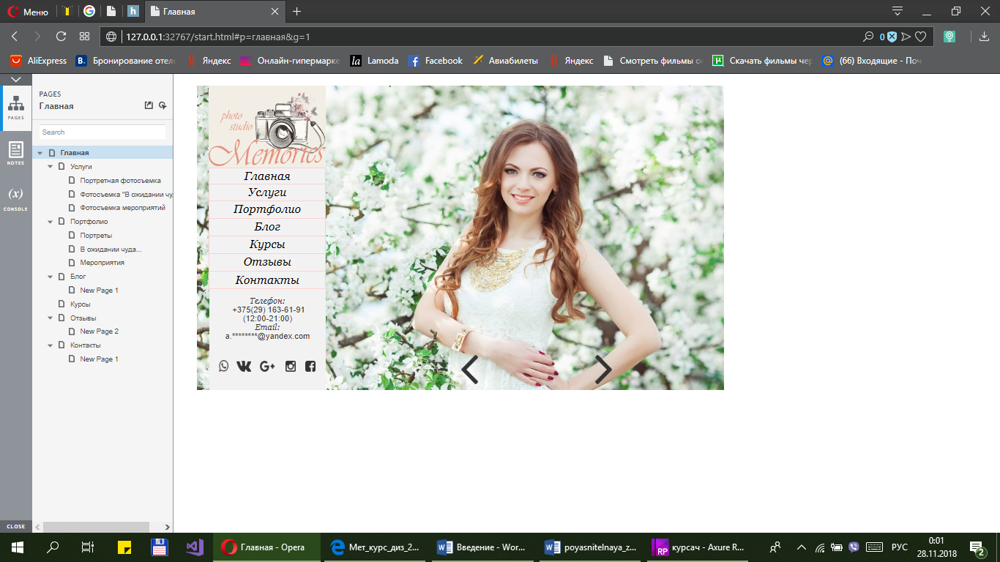 Меню
Главная
127.0.0.1:32767/start.html#p=главная&g=1
0
AliExpress
Бронирование отеле
Яндекс
Онлайн-гипермарке
Lamoda
Facebook
Авиабилеты
Яндекс
Смотреть фильмы о
Скачать фильмы чер
(66) Входящие - Поч
PAGES
NOTES
(x)
CONSOLE
CLOSE
PAGES
Главная
Search
Главная
Услуги
Портретная фотосъемка
Фотосъемка "В ожидании чу
Фотосъемка мероприятий
Портфолио
Портреты
В ожидании чуда...
Мероприятия
Блог
New Page 1
Курсы
Отзывы
New Page 2
Контакты
New Page 1
photo
studio
Memories
Главная
Услуги
Портфолио
Блог
Курсы
Отзывы
Контакты
Телефон:
+375(29) 163-61-91
(12:00-21:00)
Email:
a.********@yandex.com
Главная - Opera
Мет_курс_диз_2...
Введение - Wor...
poyasnitelnaya_z...
курсач - Axure R...
РУС
0:01
28.11.2018
2